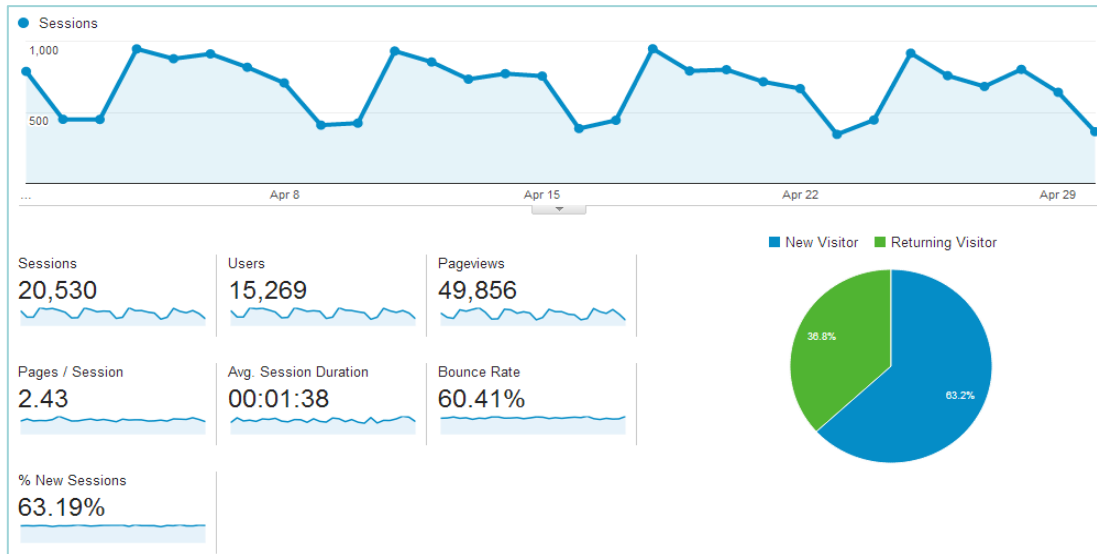 Sessions
1,000
500
...
Apr 8
Apr 15
Apr 22
Apr 29
New Visitor
Returning Visitor
Sessions
20,530
Users
15,269
Pageviews
49,856
Pages / Session
2.43
Avg. Session Duration
00:01:38
Bounce Rate
60.41%
% New Sessions
63.19%
36.8%
63.2%